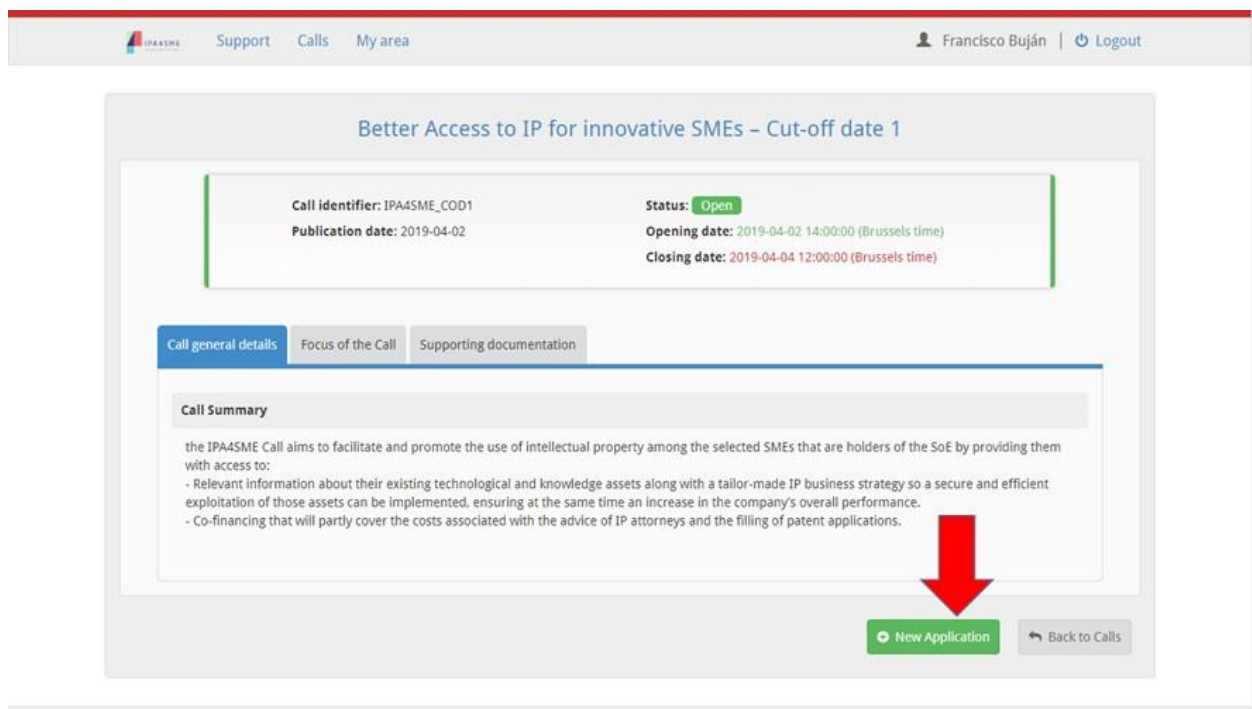 IPA4SME
Support Calls My area
Francisco Buján | Logout
Better Access to IP for innovative SMEs – Cut-off date 1
Call identifier: IPA4SME_COD1
Publication date: 2019-04-02
Status: Open
Opening date: 2019-04-02 14:00:00 (Brussels time)
Closing date: 2019-04-04 12:00:00 (Brussels time)
Call general details Focus of the Call Supporting documentation
Call Summary
the IPA4SME Call aims to facilitate and promote the use of intellectual property among the selected SMEs that are holders of the SoE by providing them
with access to:
- Relevant information about their existing technological and knowledge assets along with a tailor-made IP business strategy so a secure and efficient
exploitation of those assets can be implemented, ensuring at the same time an increase in the company's overall performance.
- Co-financing that will partly cover the costs associated with the advice of IP attorneys and the filling of patent applications.
New Application
Back to Calls